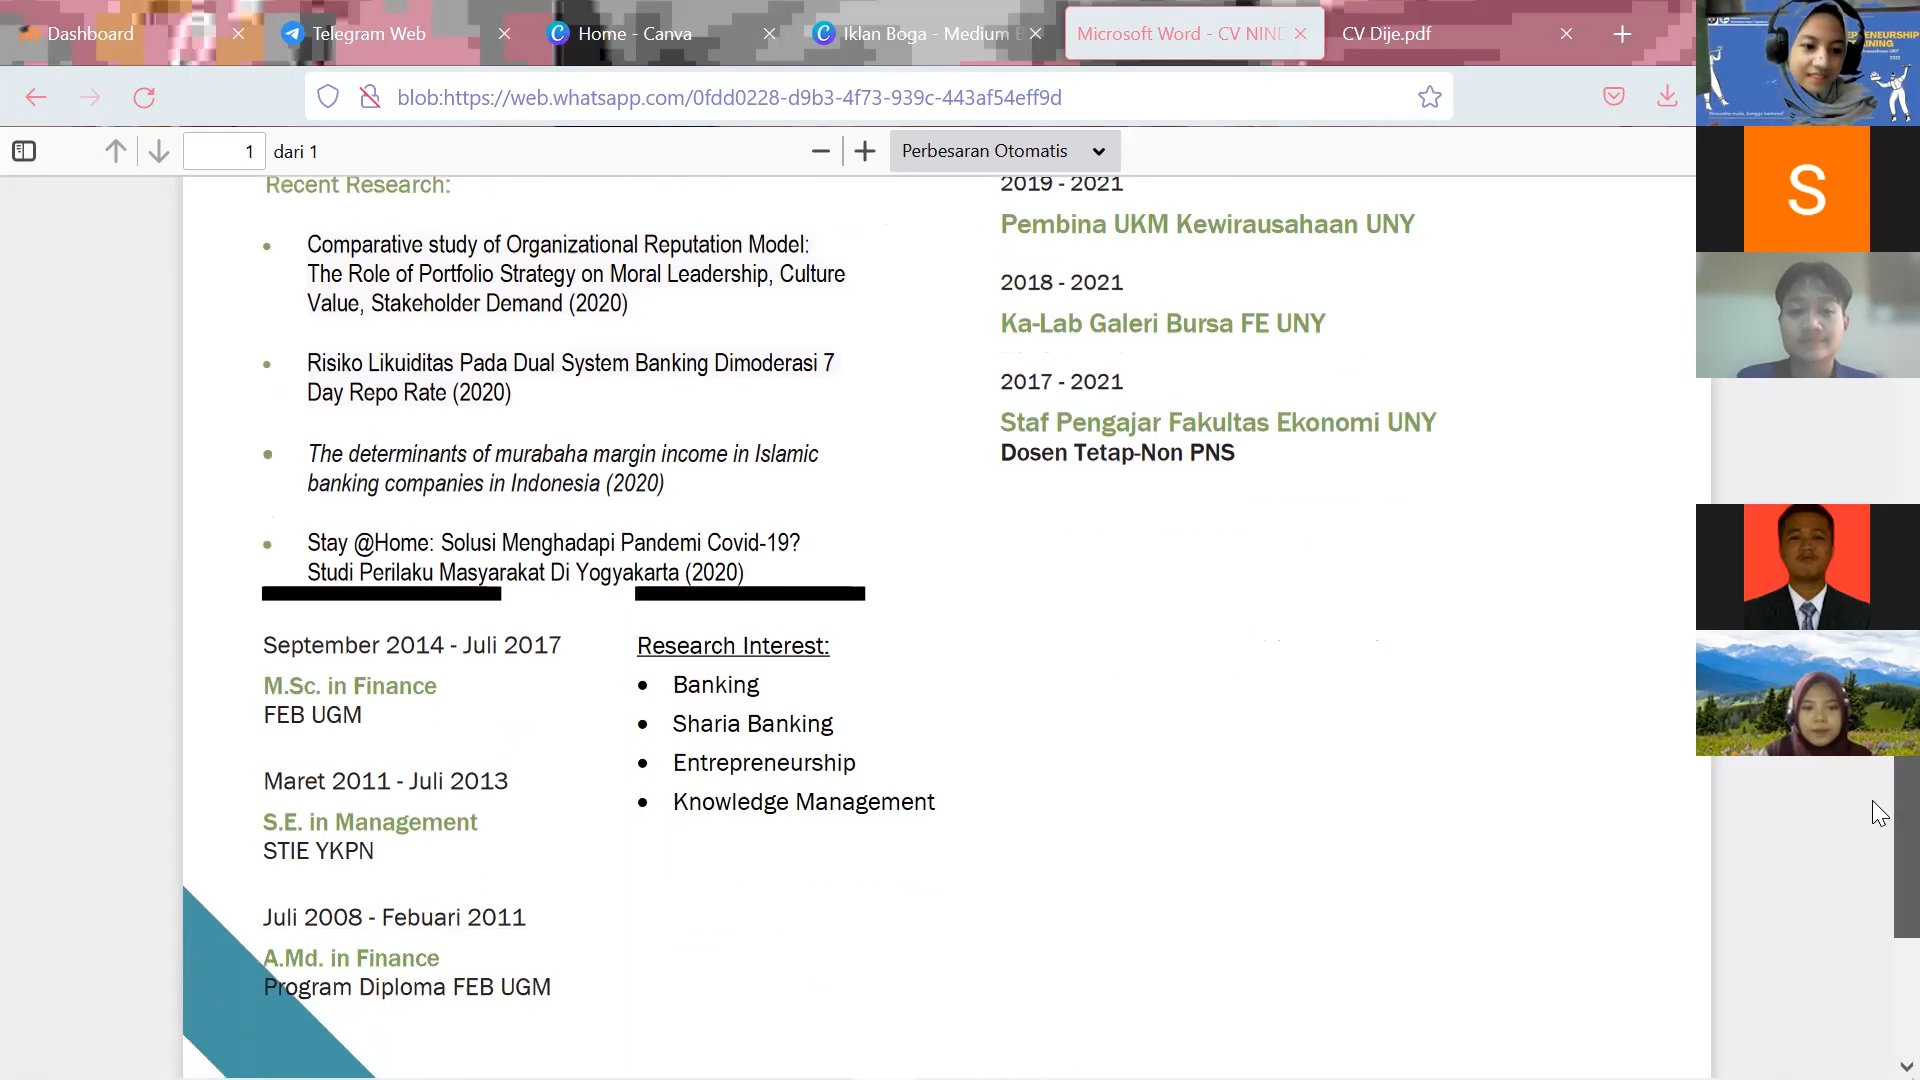 Dashboard
Telegram Web
Home - Canva
Iklan Boga - Medium
Microsoft Word - CV NIND
CV Dije.pdf
blob:https://web.whatsapp.com/0fdd0228-d9b3-4f73-939c-443af54eff9d
1 dari 1
Perbesaran Otomatis
Recent Research:
Comparative study of Organizational Reputation Model:
The Role of Portfolio Strategy on Moral Leadership, Culture
Value, Stakeholder Demand (2020)
Risiko Likuiditas Pada Dual System Banking Dimoderasi 7
Day Repo Rate (2020)
The determinants of murabaha margin income in Islamic
banking companies in Indonesia (2020)
Stay @Home: Solusi Menghadapi Pandemi Covid-19?
Studi Perilaku Masyarakat Di Yogyakarta (2020)
September 2014 - Juli 2017
M.Sc. in Finance
FEB UGM
Maret 2011 - Juli 2013
S.E. in Management
STIE YKPN
Juli 2008 - Febuari 2011
A.Md. in Finance
Program Diploma FEB UGM
Research Interest:
Banking
Sharia Banking
Entrepreneurship
Knowledge Management
2019 - 2021
Pembina UKM Kewirausahaan UNY
2018 - 2021
Ka-Lab Galeri Bursa FE UNY
2017 - 2021
Staf Pengajar Fakultas Ekonomi UNY
Dosen Tetap-Non PNS
S